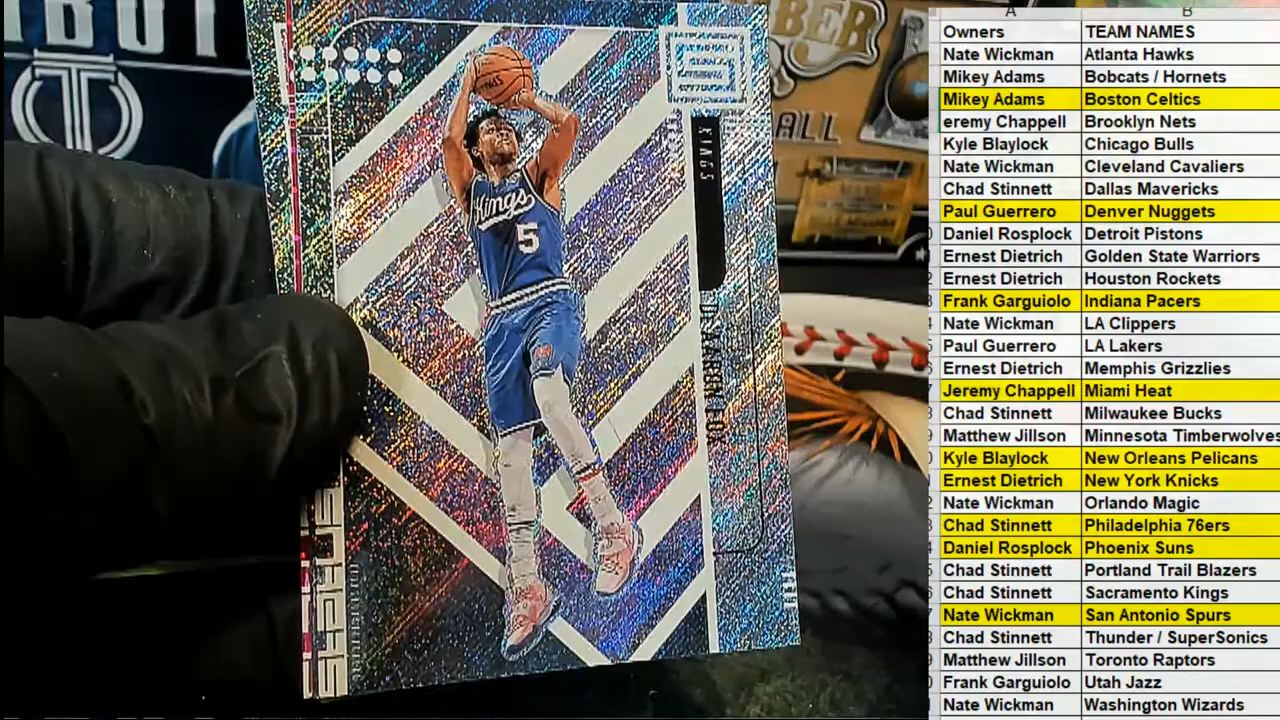 TBOT
BER
ALL
Kings
5
KINGS
DE'AARON FOX
STATUS
A
B
Owners TEAM NAMES
Nate Wickman Atlanta Hawks
Mikey Adams Bobcats / Hornets
Mikey Adams Boston Celtics
eremy Chappell Brooklyn Nets
Kyle Blaylock Chicago Bulls
Nate Wickman Cleveland Cavaliers
Chad Stinnett Dallas Mavericks
Paul Guerrero Denver Nuggets
Daniel Rosplock Detroit Pistons
Ernest Dietrich Golden State Warriors
Ernest Dietrich Houston Rockets
Frank Garguiolo Indiana Pacers
Nate Wickman LA Clippers
Paul Guerrero LA Lakers
Ernest Dietrich Memphis Grizzlies
Jeremy Chappell Miami Heat
Chad Stinnett Milwaukee Bucks
Matthew Jillson Minnesota Timberwolves
Kyle Blaylock New Orleans Pelicans
Ernest Dietrich New York Knicks
Nate Wickman Orlando Magic
Chad Stinnett Philadelphia 76ers
Daniel Rosplock Phoenix Suns
Chad Stinnett Portland Trail Blazers
Chad Stinnett Sacramento Kings
Nate Wickman San Antonio Spurs
Chad Stinnett Thunder / SuperSonics
Matthew Jillson Toronto Raptors
Frank Garguiolo Utah Jazz
Nate Wickman Washington Wizards